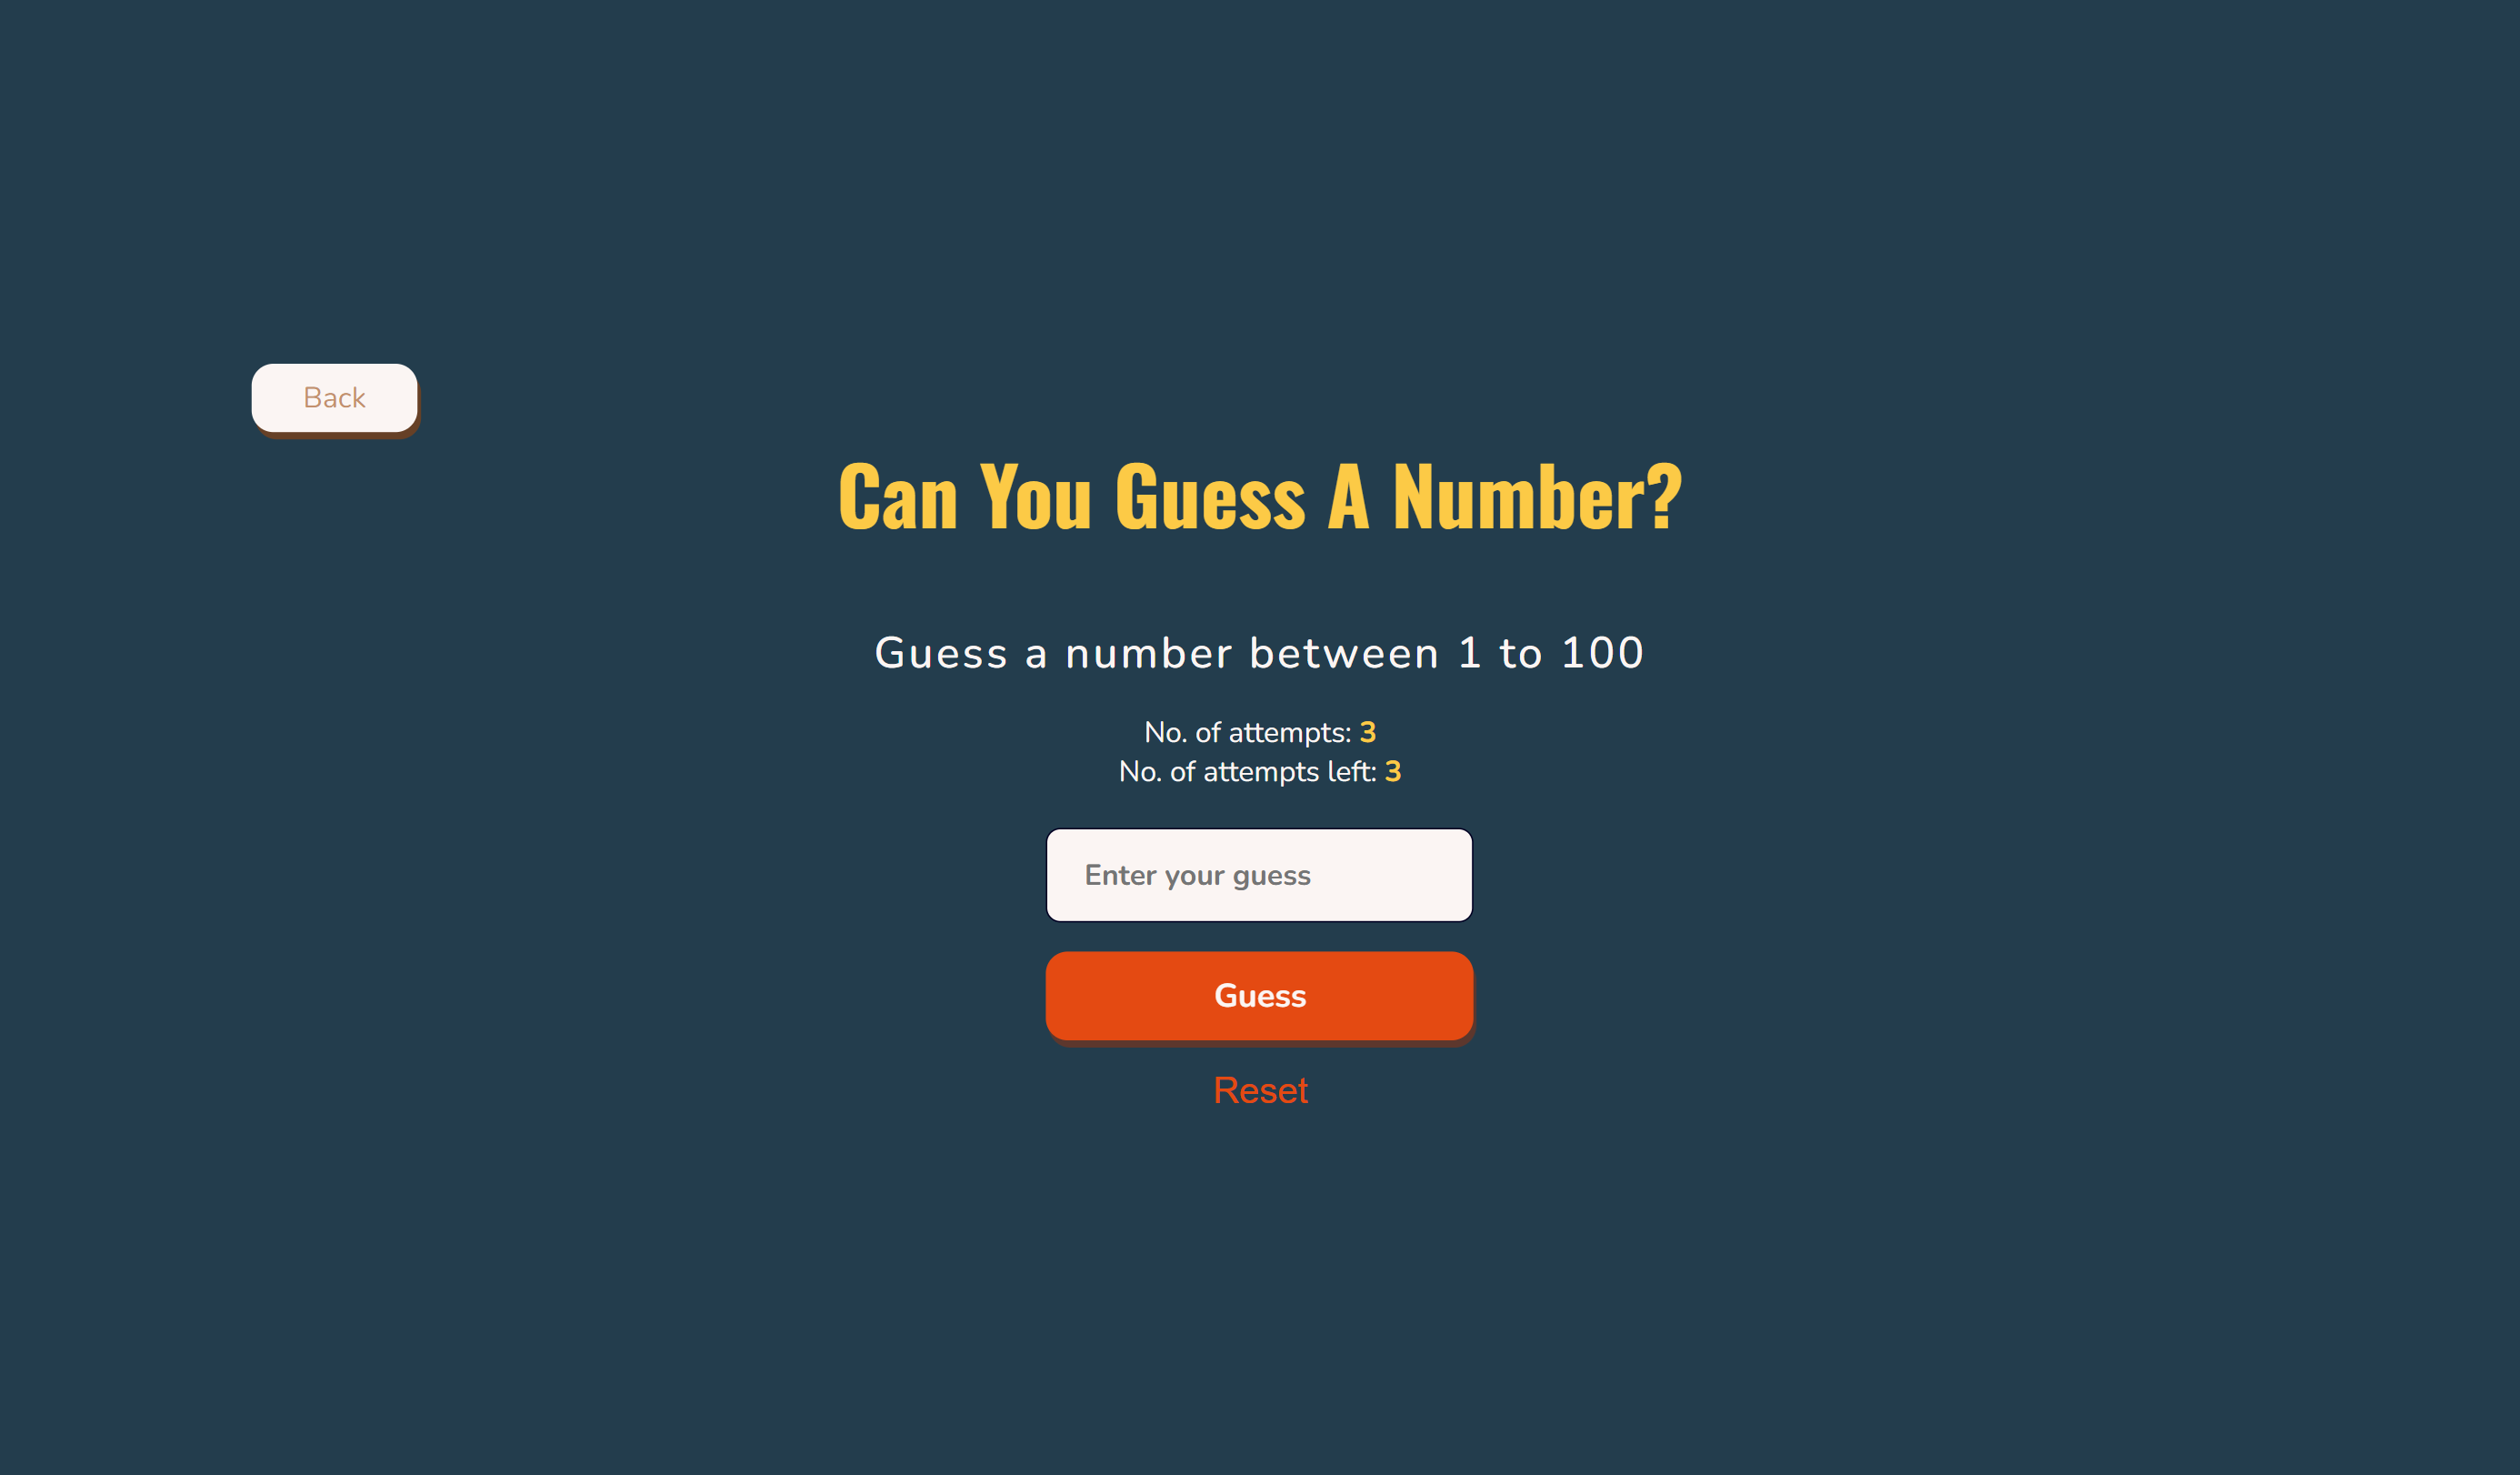 Back
Can You Guess A Number?
Guess a number between 1 to 100
No. of attempts: 3
No. of attempts left: 3
Enter your guess
Guess
Reset